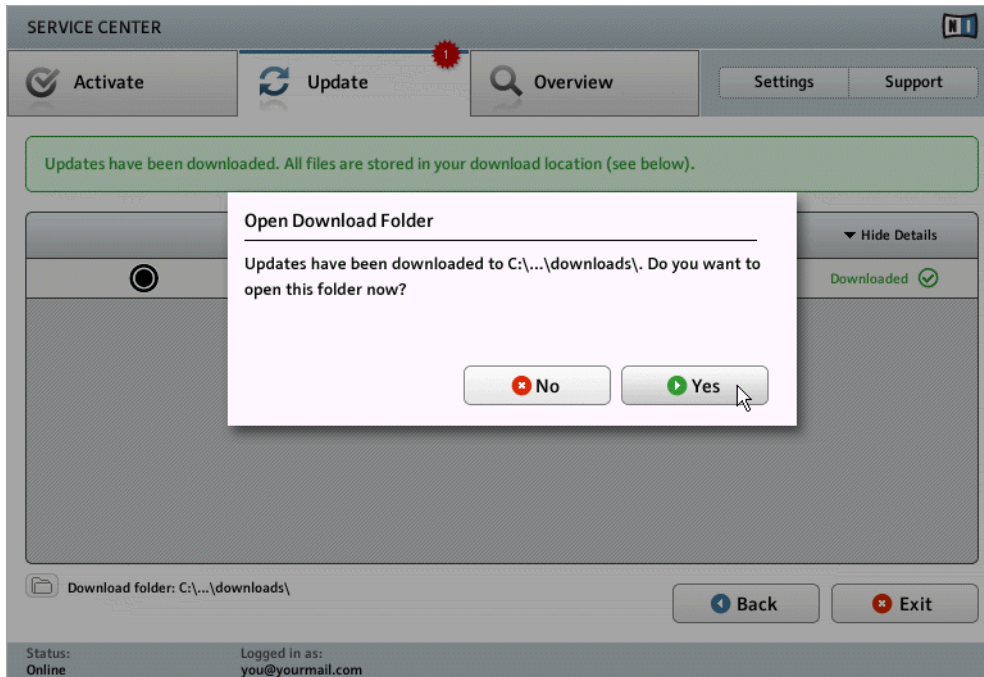 SERVICE CENTER
NI
Activate
Update
1
Overview
Settings
Support
Updates have been downloaded. All files are stored in your download location (see below).
Hide Details
Downloaded
Open Download Folder
Updates have been downloaded to C:\...\downloads\. Do you want to
open this folder now?
No
Yes
Download folder: C:\...\downloads\
Back
Exit
Status:
Online
Logged in as:
you@yourmail.com